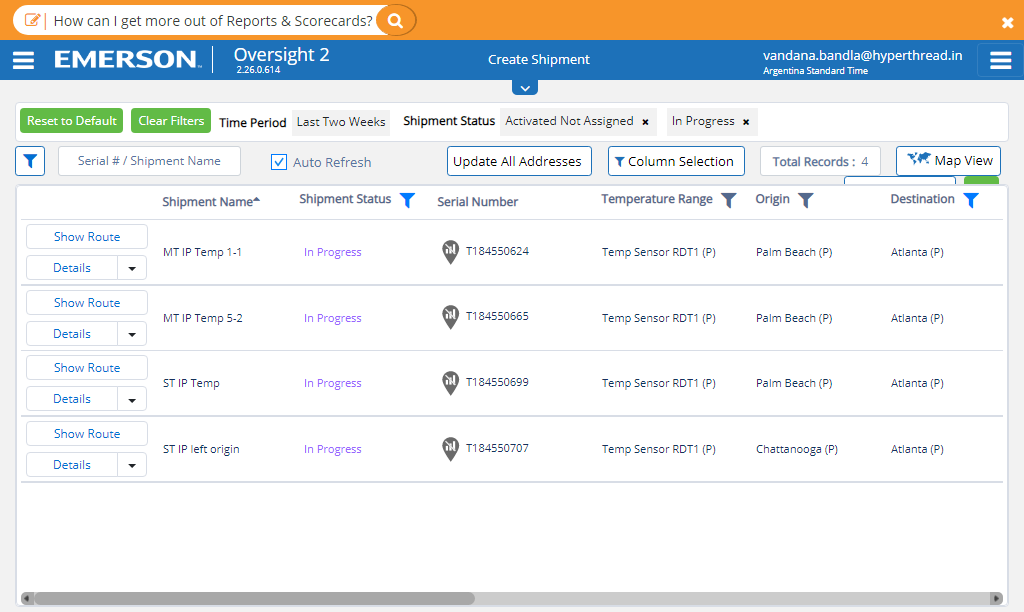 How can I get more out of Reports & Scorecards?
EMERSON Oversight 2 Create Shipment vandana.bandla@hyperthread.in
2.26.0.614 Argentina Standard Time
Reset to Default Clear Filters Time Period Last Two Weeks Shipment Status Activated Not Assigned × In Progress ×
Serial # / Shipment Name Auto Refresh Update All Addresses Column Selection Total Records : 4 Map View
Shipment Name Shipment Status Serial Number Temperature Range Origin Destination
Show Route
Details MT IP Temp 1-1 In Progress T184550624 Temp Sensor RDT1 (P) Palm Beach (P) Atlanta (P)
Show Route
Details MT IP Temp 5-2 In Progress T184550665 Temp Sensor RDT1 (P) Palm Beach (P) Atlanta (P)
Show Route
Details ST IP Temp In Progress T184550699 Temp Sensor RDT1 (P) Palm Beach (P) Atlanta (P)
Show Route
Details ST IP left origin In Progress T184550707 Temp Sensor RDT1 (P) Chattanooga (P) Atlanta (P)